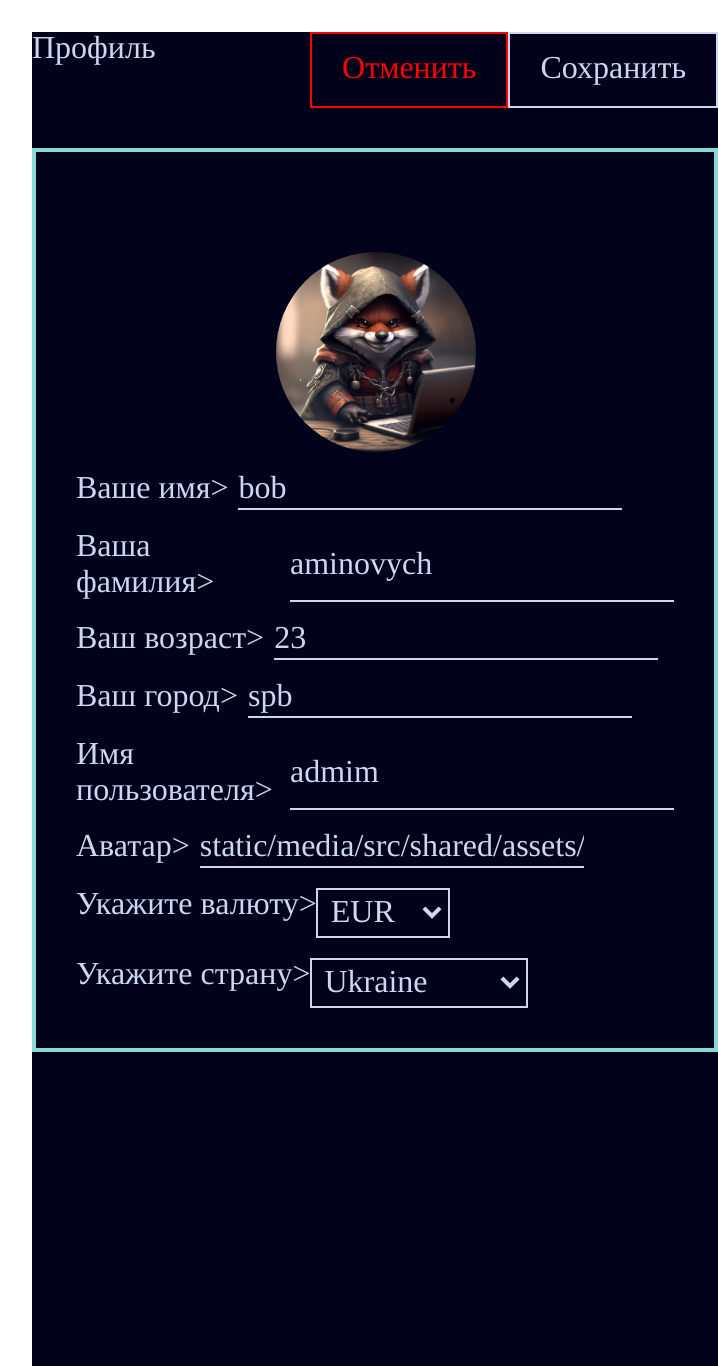 Профиль
Отменить
Сохранить
Ваше имя> bob
Ваша
фамилия>
aminovych
Ваш возраст> 23
Ваш город> spb
Имя
пользователя>
admim
Аватар> static/media/src/shared/assets/
Укажите валюту> EUR
Укажите страну> Ukraine